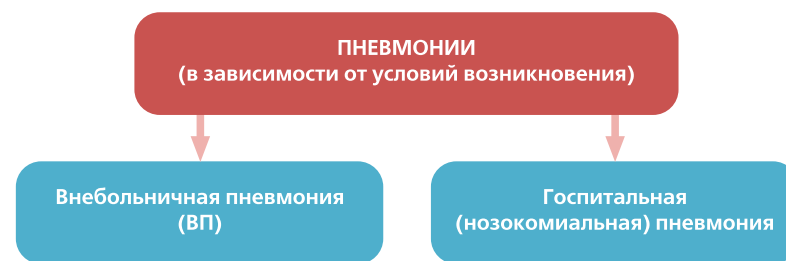 ПНЕВМОНИИ
(в зависимости от условий возникновения)
Внебольничная пневмония
(ВП)
Госпитальная
(нозокомиальная) пневмония